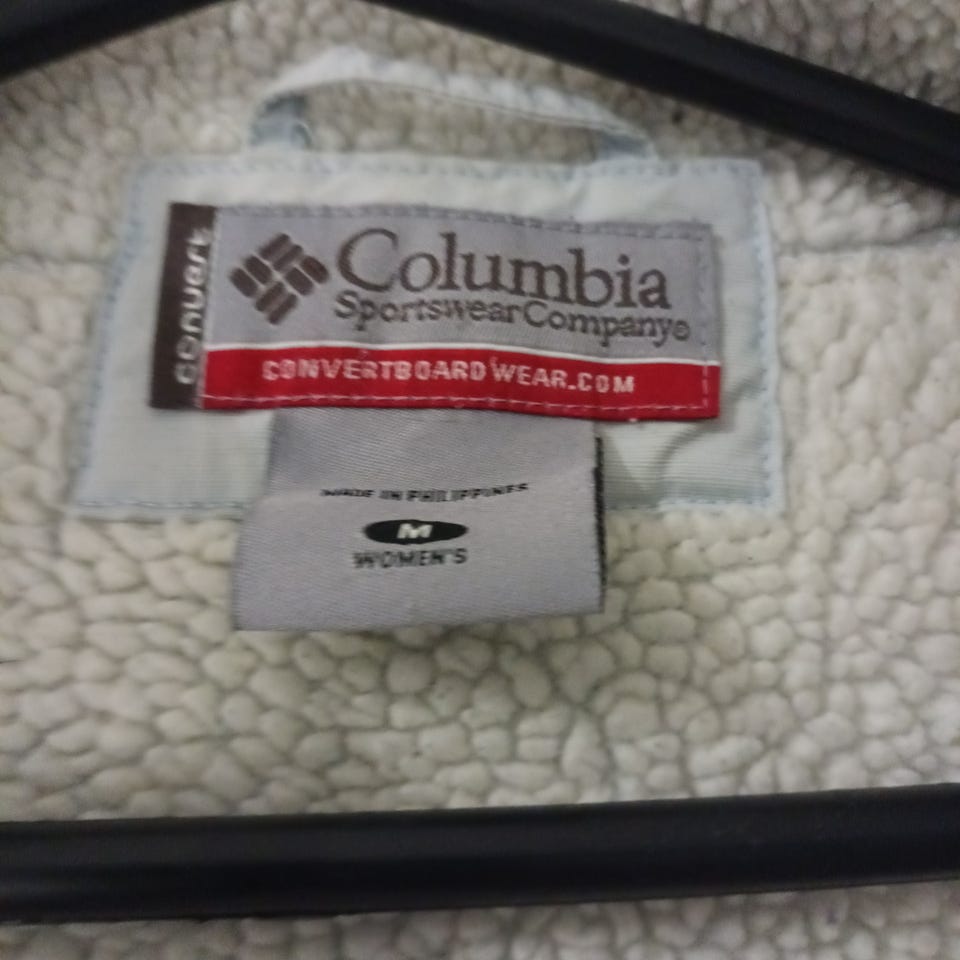 convert
Columbia
Sportswear Company®
CONVERTBOARDWEAR.COM
MADE IN PHILIPPINES
M
WOMEN'S